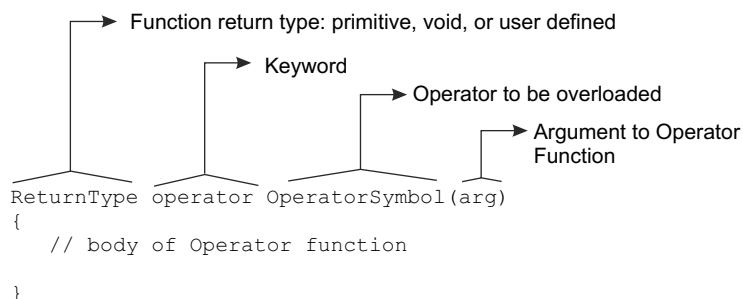 Function return type: primitive, void, or user defined
Keyword
Operator to be overloaded
Argument to Operator
Function
ReturnType operator OperatorSymbol(arg)
{
// body of Operator function
}